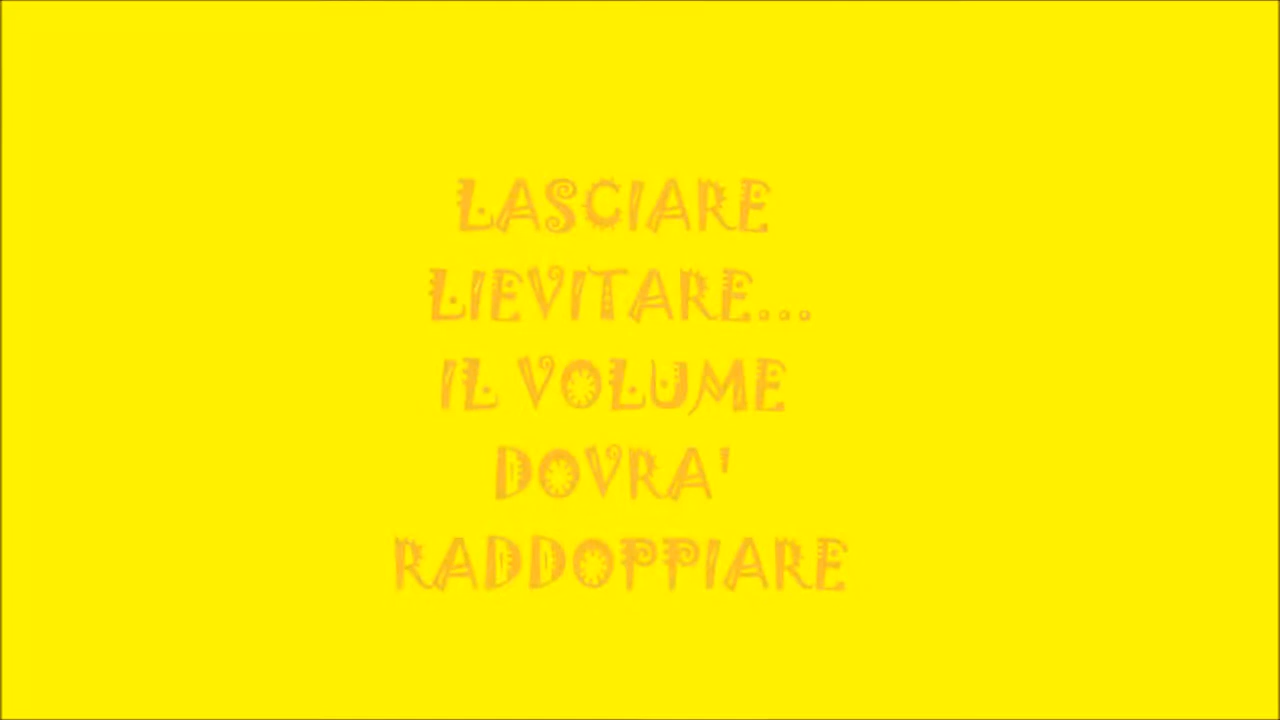 LASCIARE
LIEVITARE...
IL VOLUME
DOVRA'
RADDOPPIARE